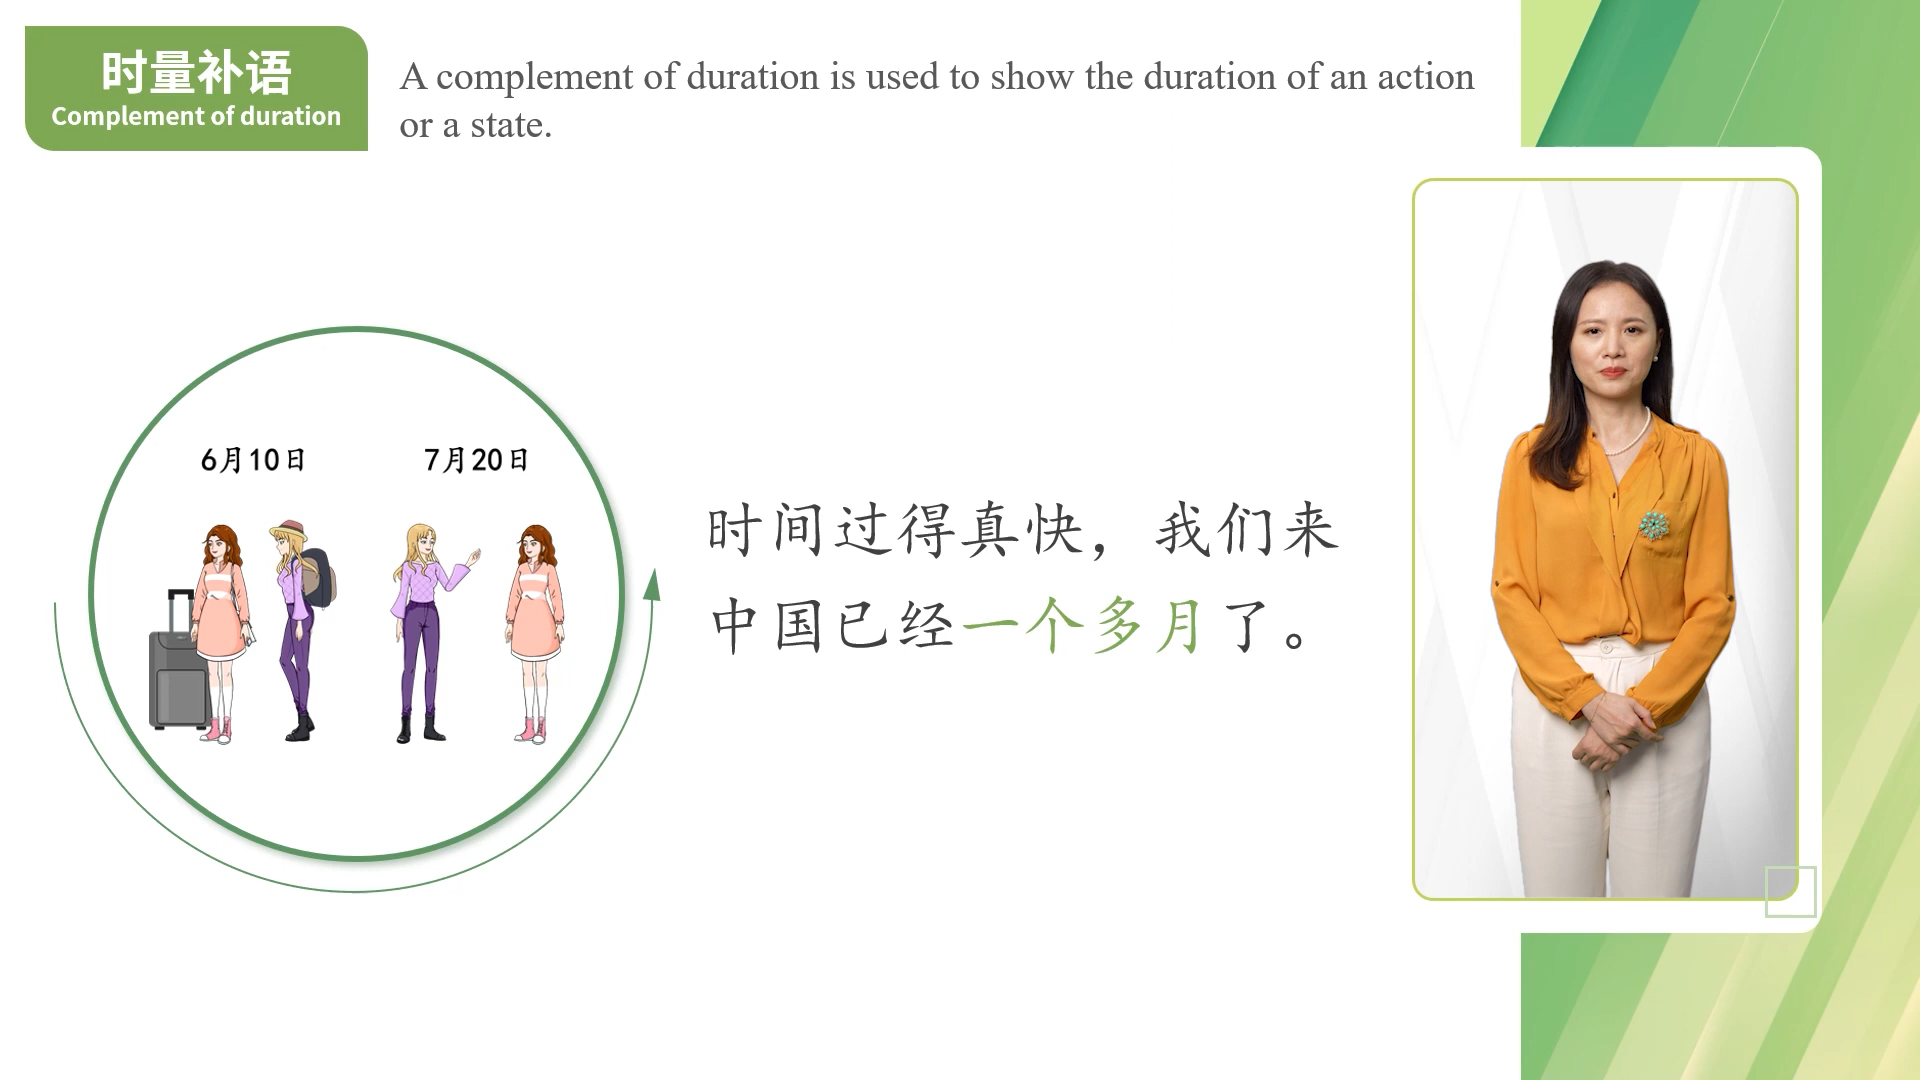 时量补语
Complement of duration
A complement of duration is used to show the duration of an action
or a state.
6月10日
7月20日
时间过得真快，我们来
中国已经一个多月了。